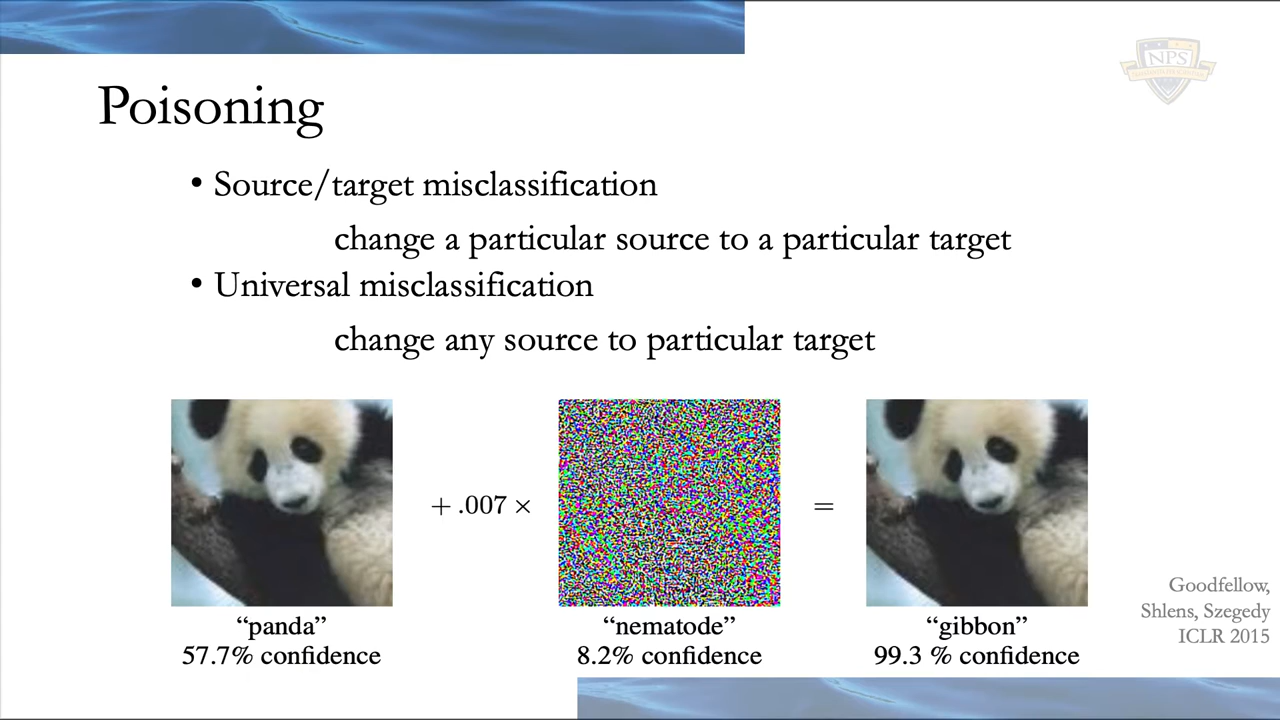 NPS
Poisoning
• Source/target misclassification
change a particular source to a particular target
• Universal misclassification
change any source to particular target
+ .007 ×
=
“panda”
57.7% confidence
“nematode”
8.2% confidence
“gibbon”
99.3 % confidence
Goodfellow,
Shlens, Szegedy
ICLR 2015